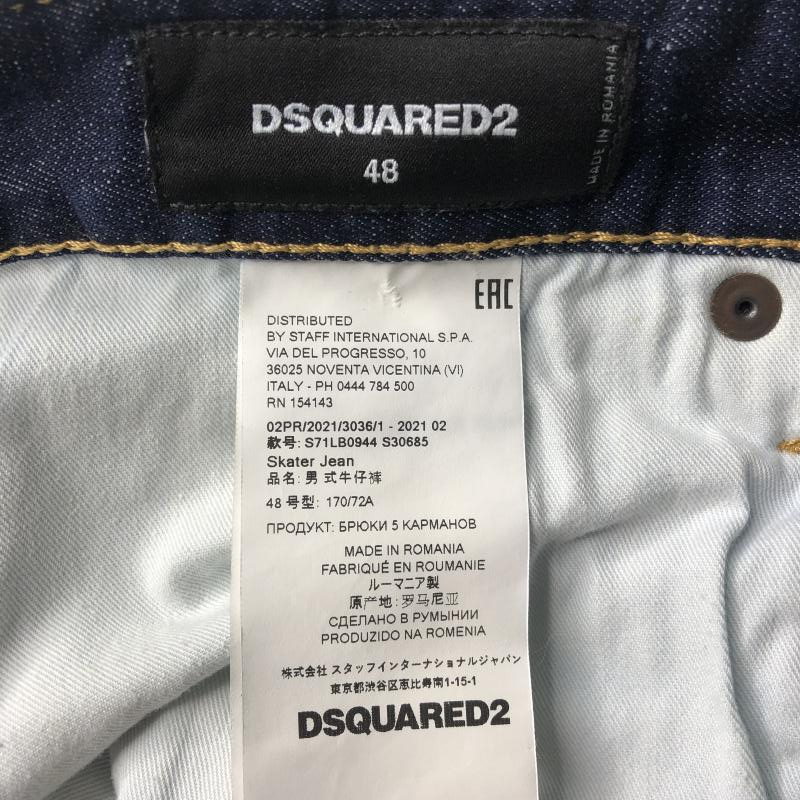 DSQUARED2
48
MADE IN ROMANIA
EAC
DISTRIBUTED
BY STAFF INTERNATIONAL S.P.A.
VIA DEL PROGRESSO, 10
36025 NOVENTA VICENTINA (VI)
ITALY - PH 0444 784 500
RN 154143
02PR/2021/3036/1 - 2021 02
款号: S71LB0944 S30685
Skater Jean
品名: 男 式牛仔裤
48 号型: 170/72A
ПРОДУКТ: БРЮКИ 5 КАРМАНОВ
MADE IN ROMANIA
FABRIQUÉ EN ROUMANIE
ルーマニア製
原产地: 罗马尼亚
СДЕЛАНО В РУМЫНИИ
PRODUZIDO NA ROMENIA
株式会社 スタッフインターナショナルジャパン
東京都渋谷区恵比寿南1-15-1
DSQUARED2